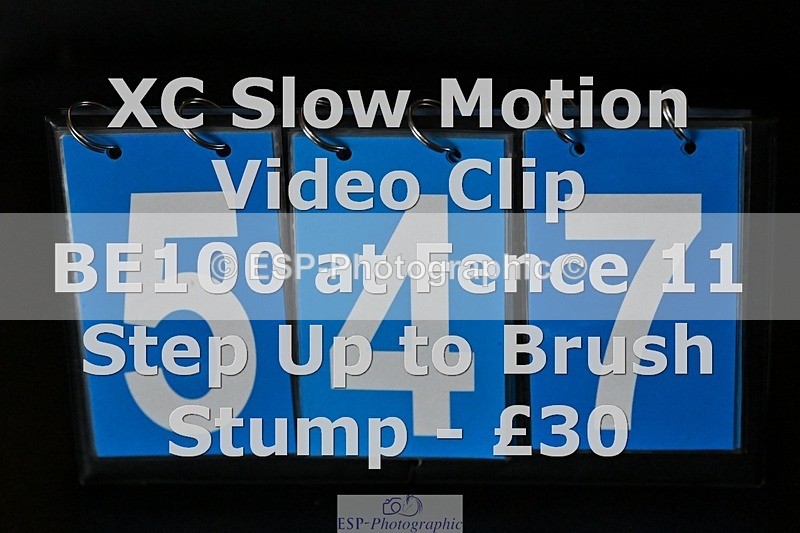 XC Slow Motion
Video Clip
BE100 at Fence 11
Step Up to Brush
Stump - £30
547
© ESP-Photographic ©
ESP-Photographic